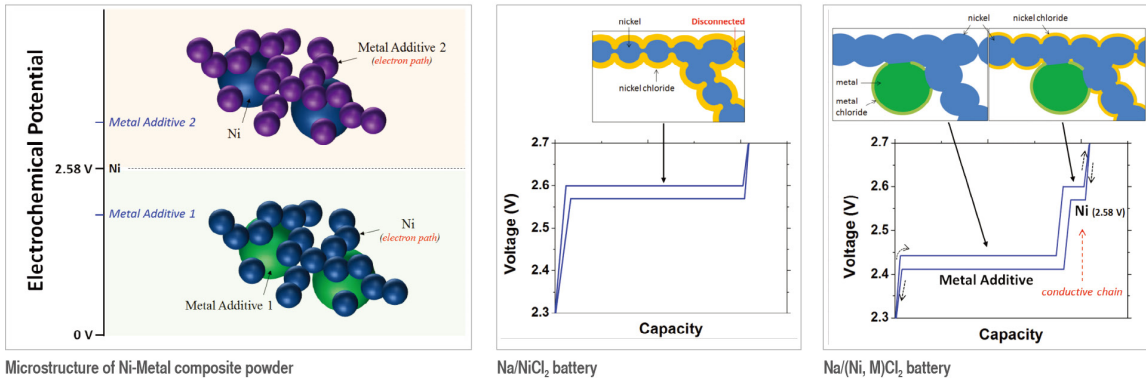 Electrochemical Potential
Metal Additive 2
(electron path)
Ni
Metal Additive 2
2.58 V
Ni
Metal Additive 1
Ni
(electron path)
Metal Additive 1
0 V
Microstructure of Ni-Metal composite powder
nickel
Disconnected
nickel chloride
2.7
2.6
2.5
2.4
2.3
Voltage (V)
Capacity
Na/NiCl₂ battery
nickel
nickel chloride
metal
metal
chloride
2.7
2.6
2.5
2.4
2.3
Voltage (V)
Ni (2.58 V)
Metal Additive
conductive chain
Capacity
Na/(Ni, M)Cl₂ battery